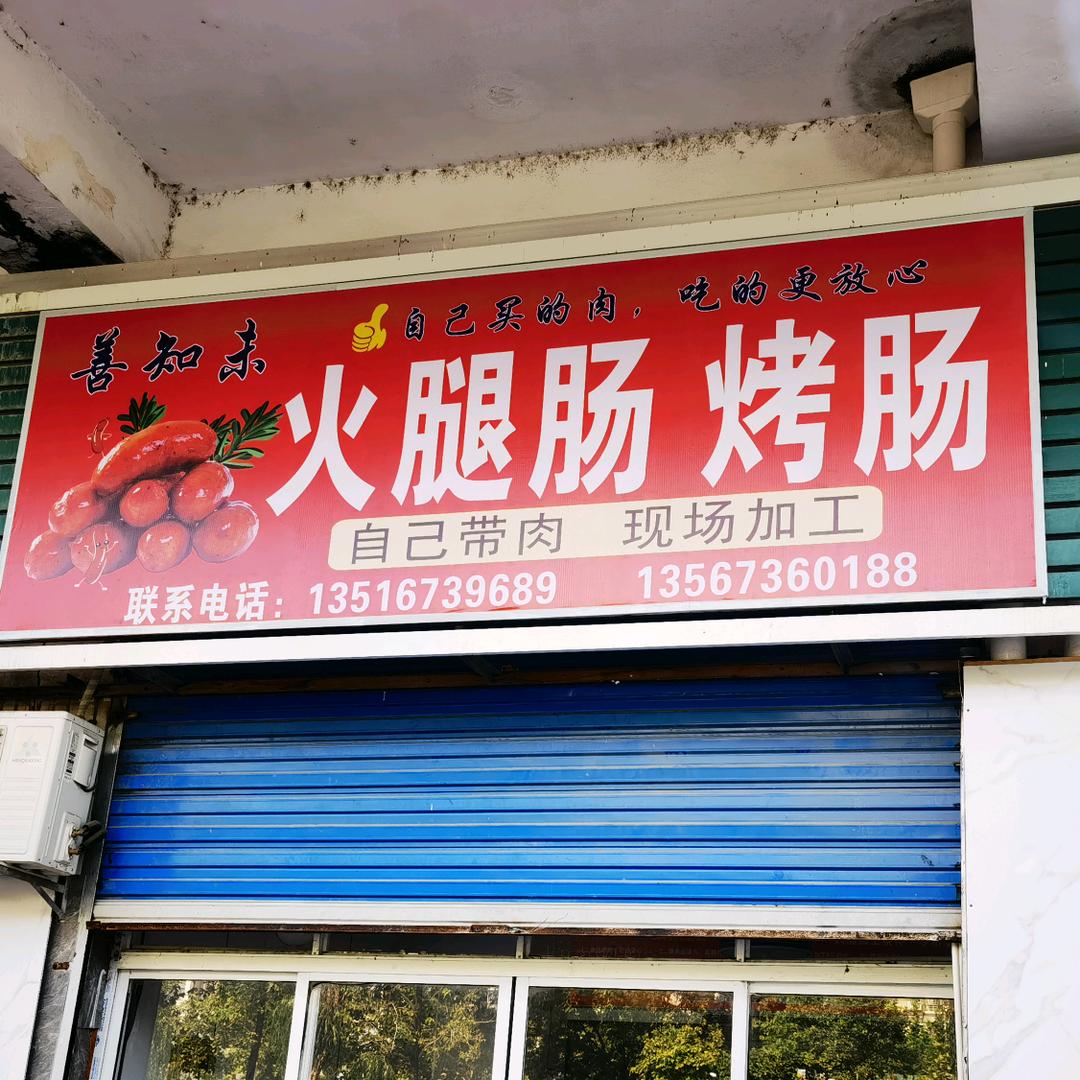 善知未
自己买的肉，吃的更放心
火腿肠 烤肠
自己带肉 现场加工
联系电话：13516739689 13567360188